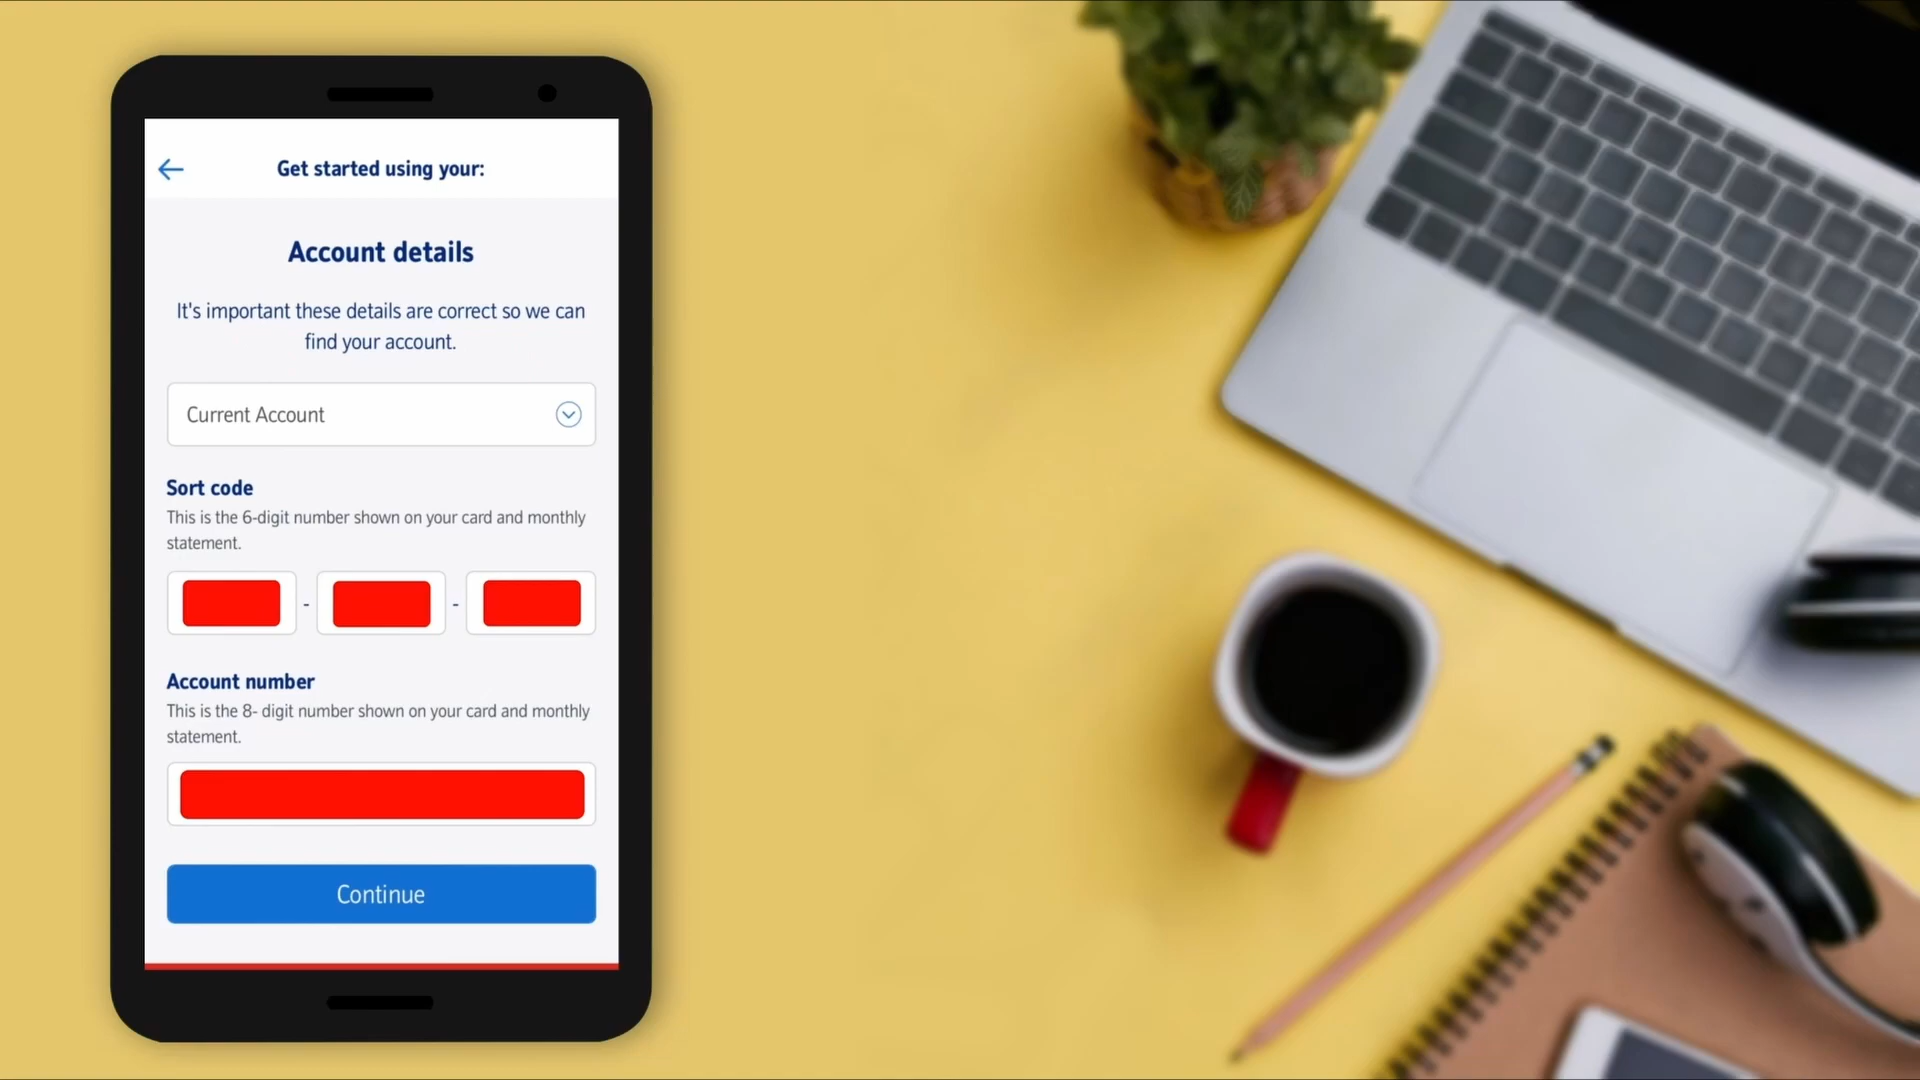 Get started using your:
Account details
It's important these details are correct so we can
find your account.
Current Account
Sort code
This is the 6-digit number shown on your card and monthly
statement.
- -
Account number
This is the 8- digit number shown on your card and monthly
statement.
Continue